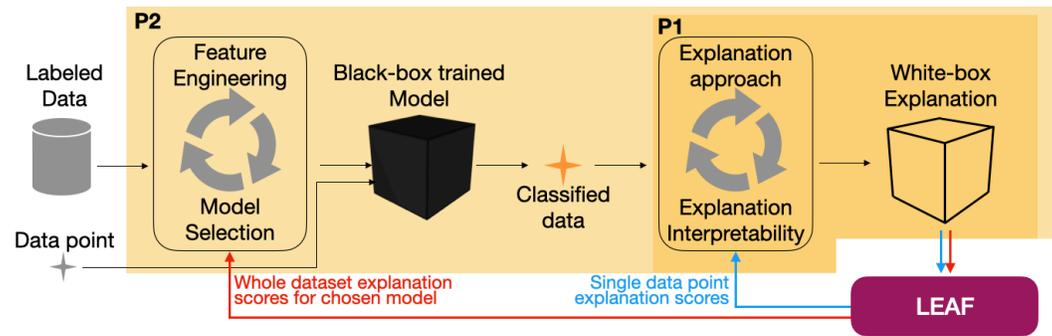 P2
P1
Feature
Engineering
Explanation
approach
Labeled
Data
Black-box trained
Model
White-box
Explanation
Classified
data
Model
Selection
Explanation
Interpretability
Data point
Whole dataset explanation
scores for chosen model
Single data point
explanation scores
LEAF